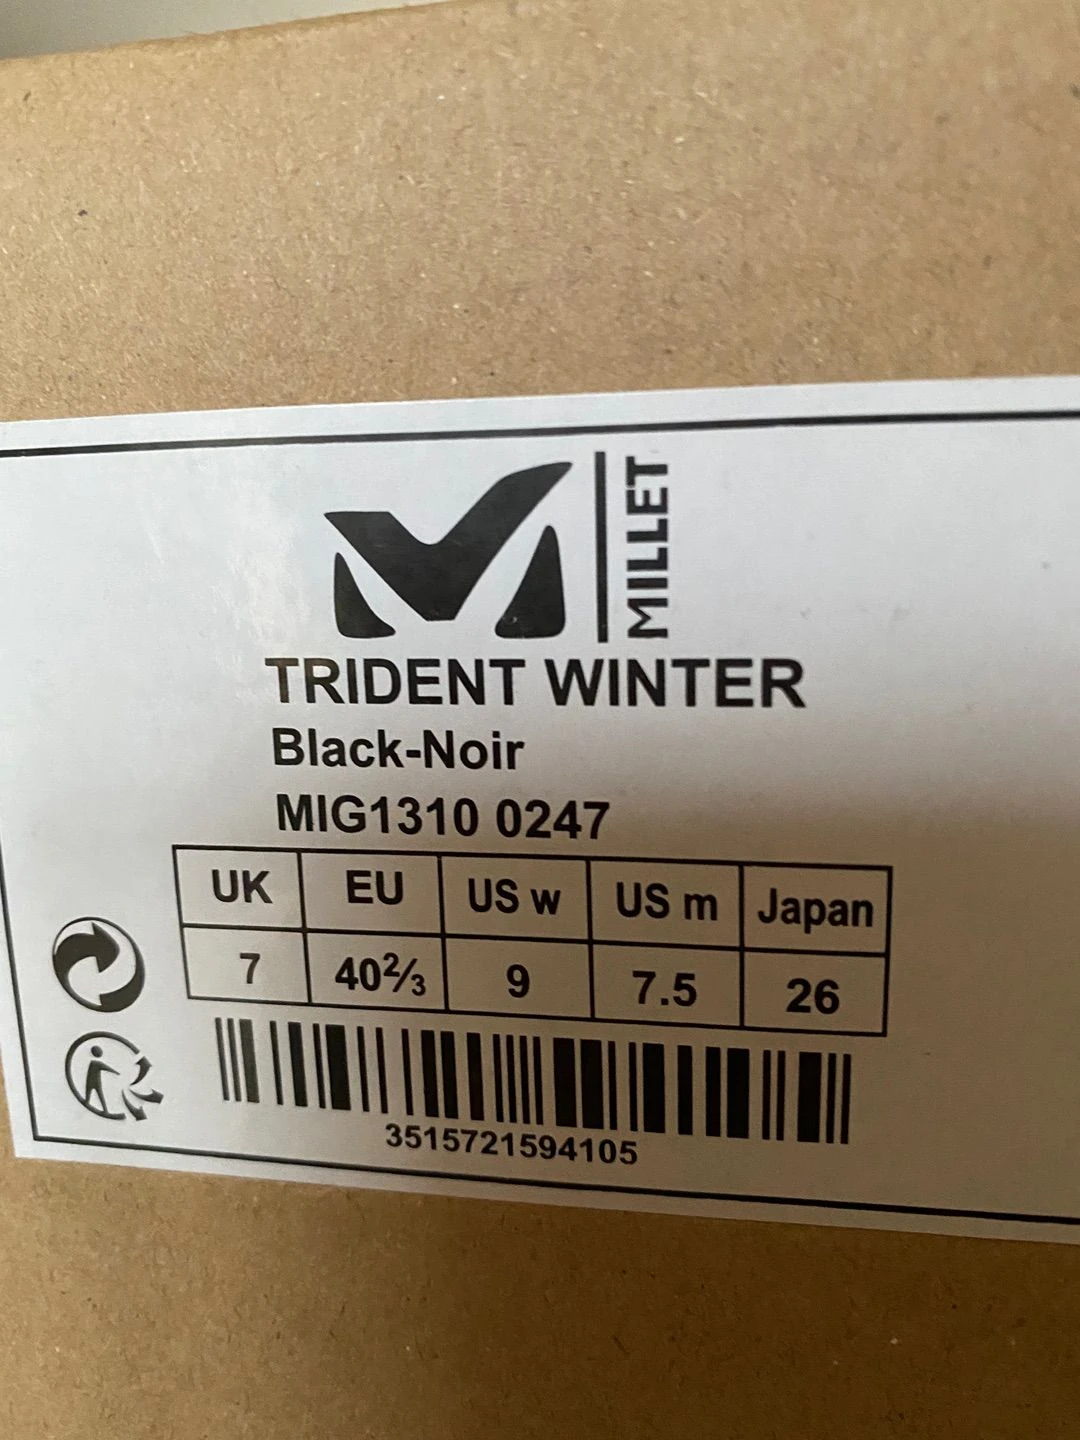 MILLET
TRIDENT WINTER
Black-Noir
MIG1310 0247
UK EU US w US m Japan
7 40⅔ 9 7.5 26
3515721594105